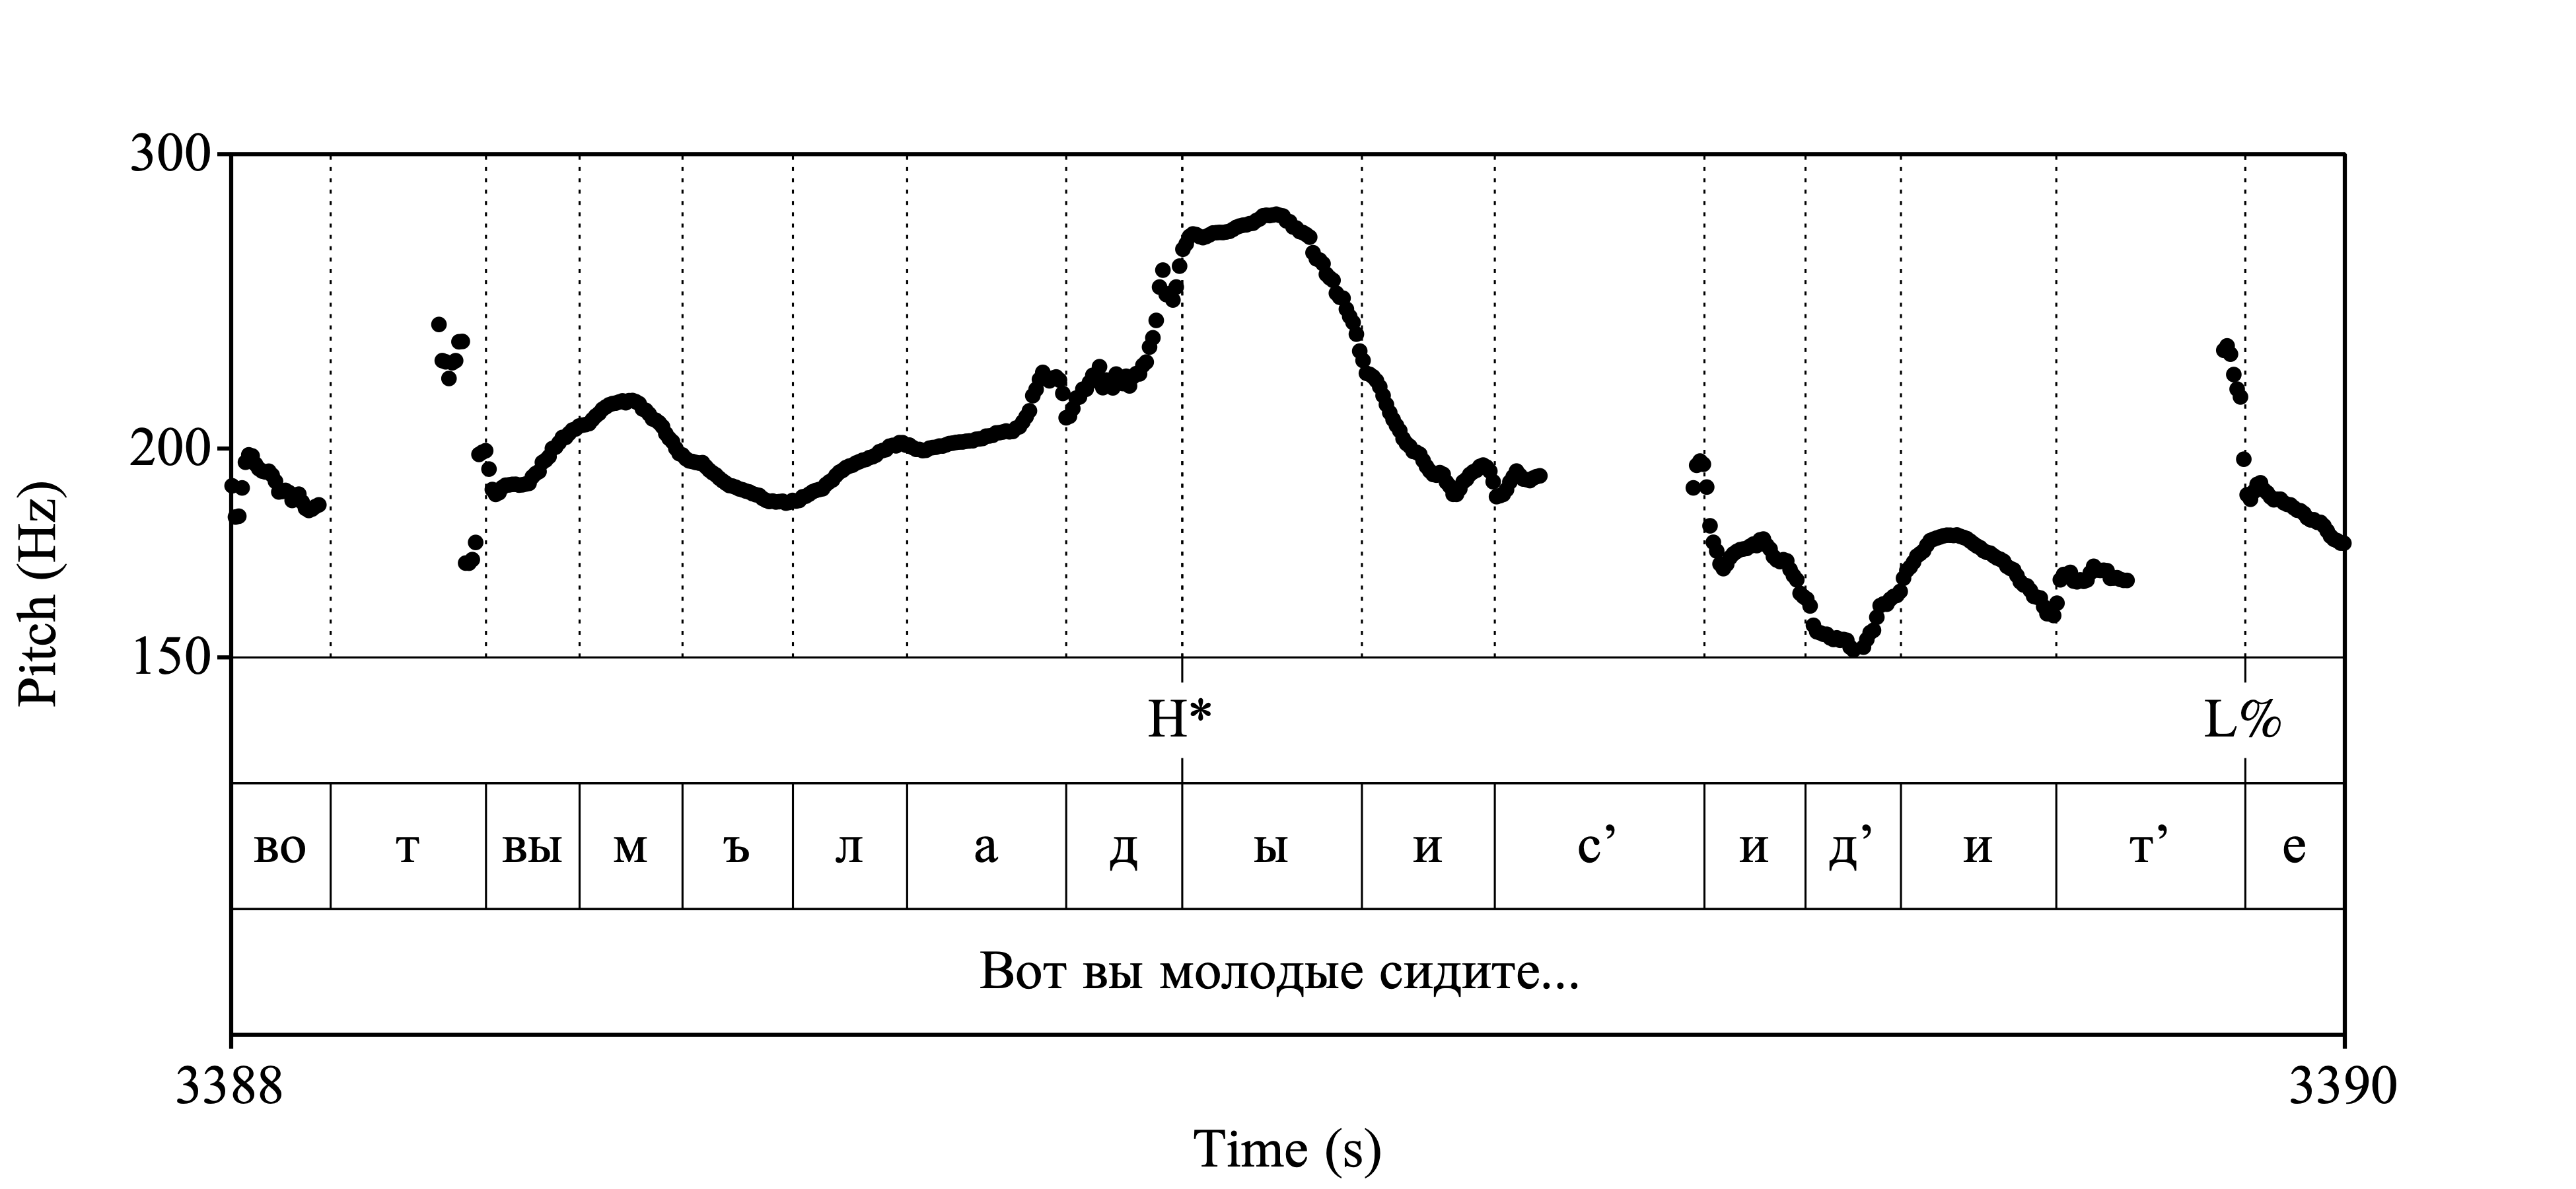 300
200
150
Pitch (Hz)
H* L%
во т вы м ъ л а д ы и с’ и д’ и т’ е
Вот вы молодые сидите...
3388 3390
Time (s)